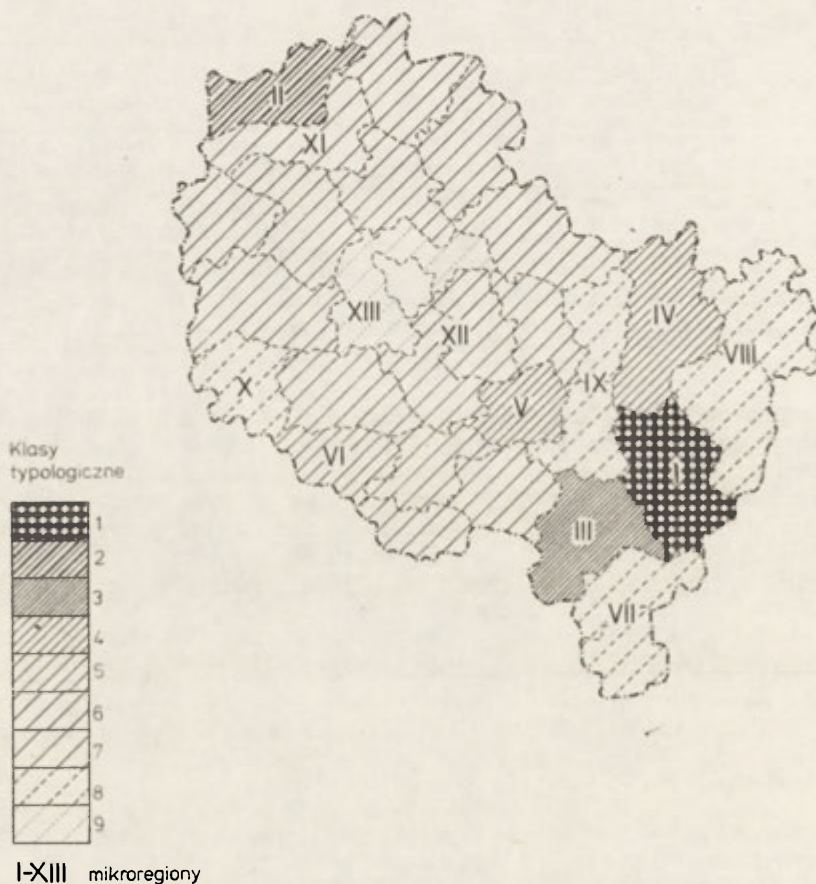 II
XI
XIII
XII
IV
VIII
X
IX
V
VI
I
III
VII
Klasy
typologiczne
1
2
3
4
5
6
7
8
9
I-XIII mikroregiony